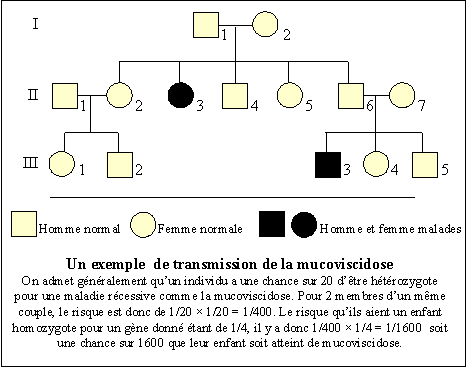 I
1 2
II
1 2 3 4 5 6 7
III
1 2 3 4 5
Homme normal Femme normale Homme et femme malades
Un exemple de transmission de la mucoviscidose
On admet généralement qu'un individu a une chance sur 20 d'être hétérozygote
pour une maladie récessive comme la mucoviscidose. Pour 2 membres d'un même
couple, le risque est donc de 1/20 × 1/20 = 1/400. Le risque qu'ils aient un enfant
homozygote pour un gène donné étant de 1/4, il y a donc 1/400 × 1/4 = 1/1600 soit
une chance sur 1600 que leur enfant soit atteint de mucoviscidose.